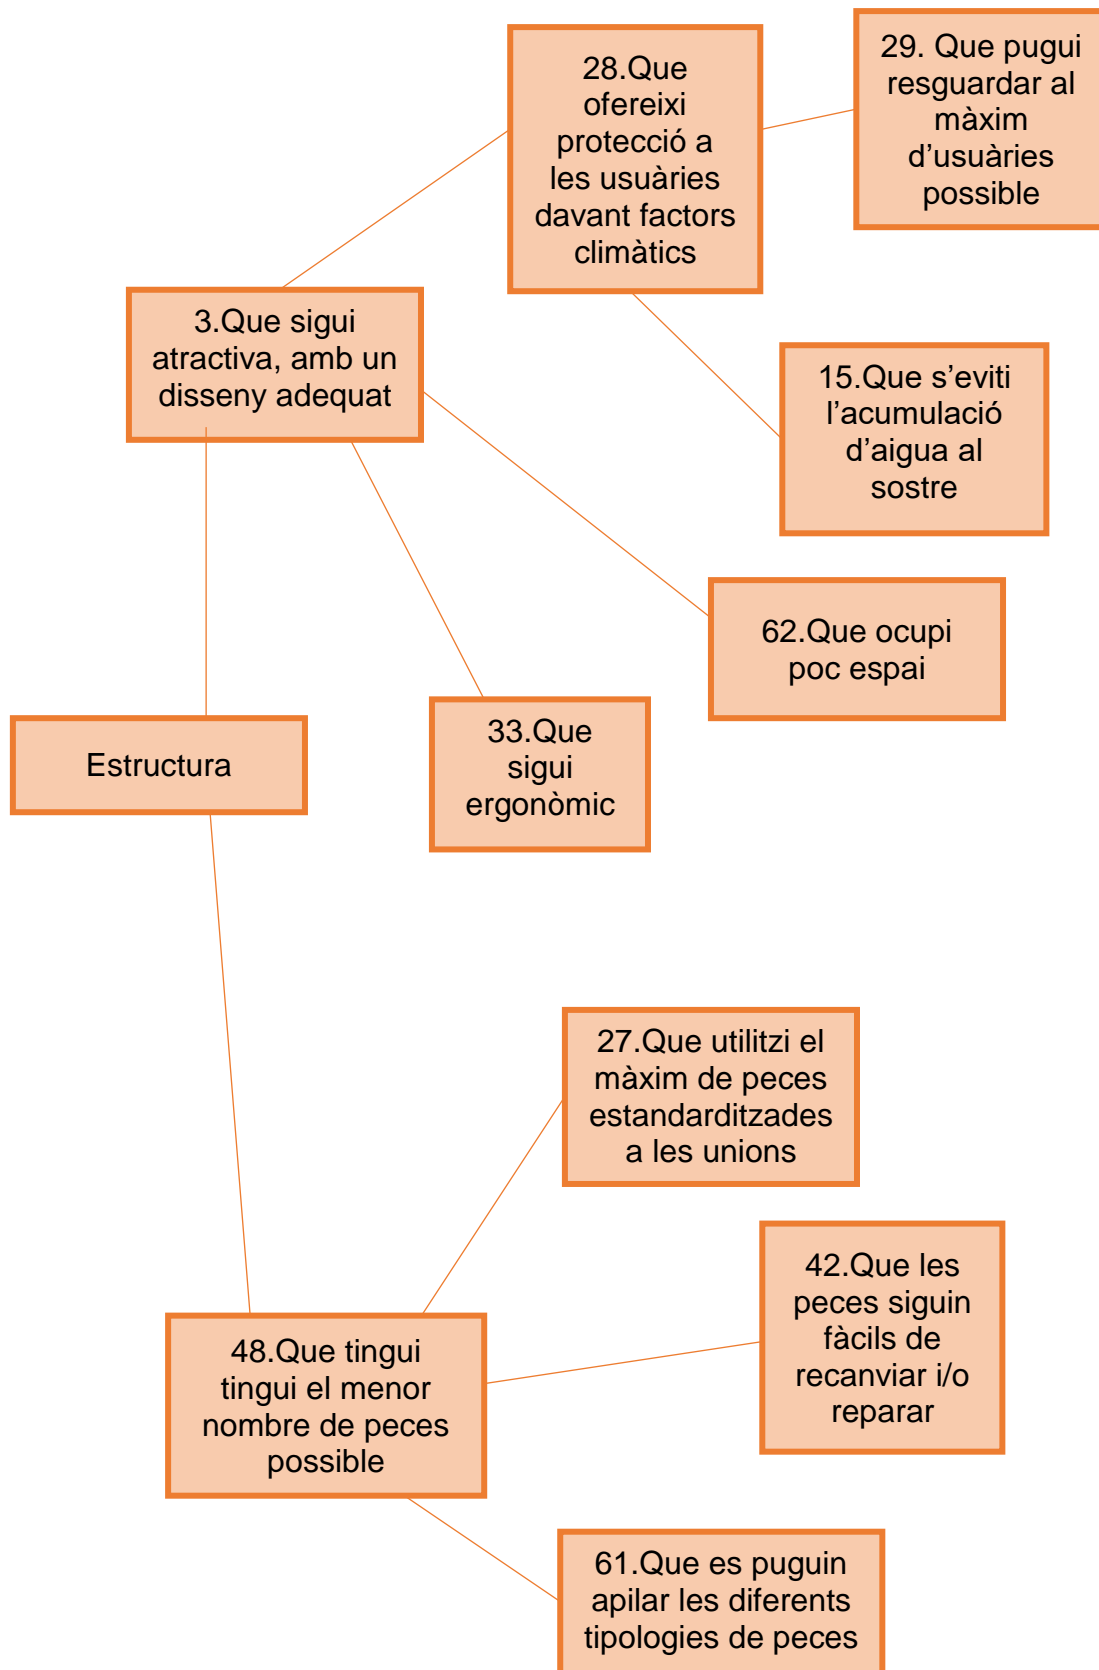 28.Que
ofereixi
protecció a
les usuàries
davant factors
climàtics
29. Que pugui
resguardar al
màxim
d’usuàries
possible
3.Que sigui
atractiva, amb un
disseny adequat
15.Que s’eviti
l’acumulació
d’aigua al
sostre
62.Que ocupi
poc espai
33.Que
sigui
ergonòmic
Estructura
27.Que utilitzi el
màxim de peces
estandarditzades
a les unions
42.Que les
peces siguin
fàcils de
recanviar i/o
reparar
48.Que tingui
tingui el menor
nombre de peces
possible
61.Que es puguin
apilar les diferents
tipologies de peces